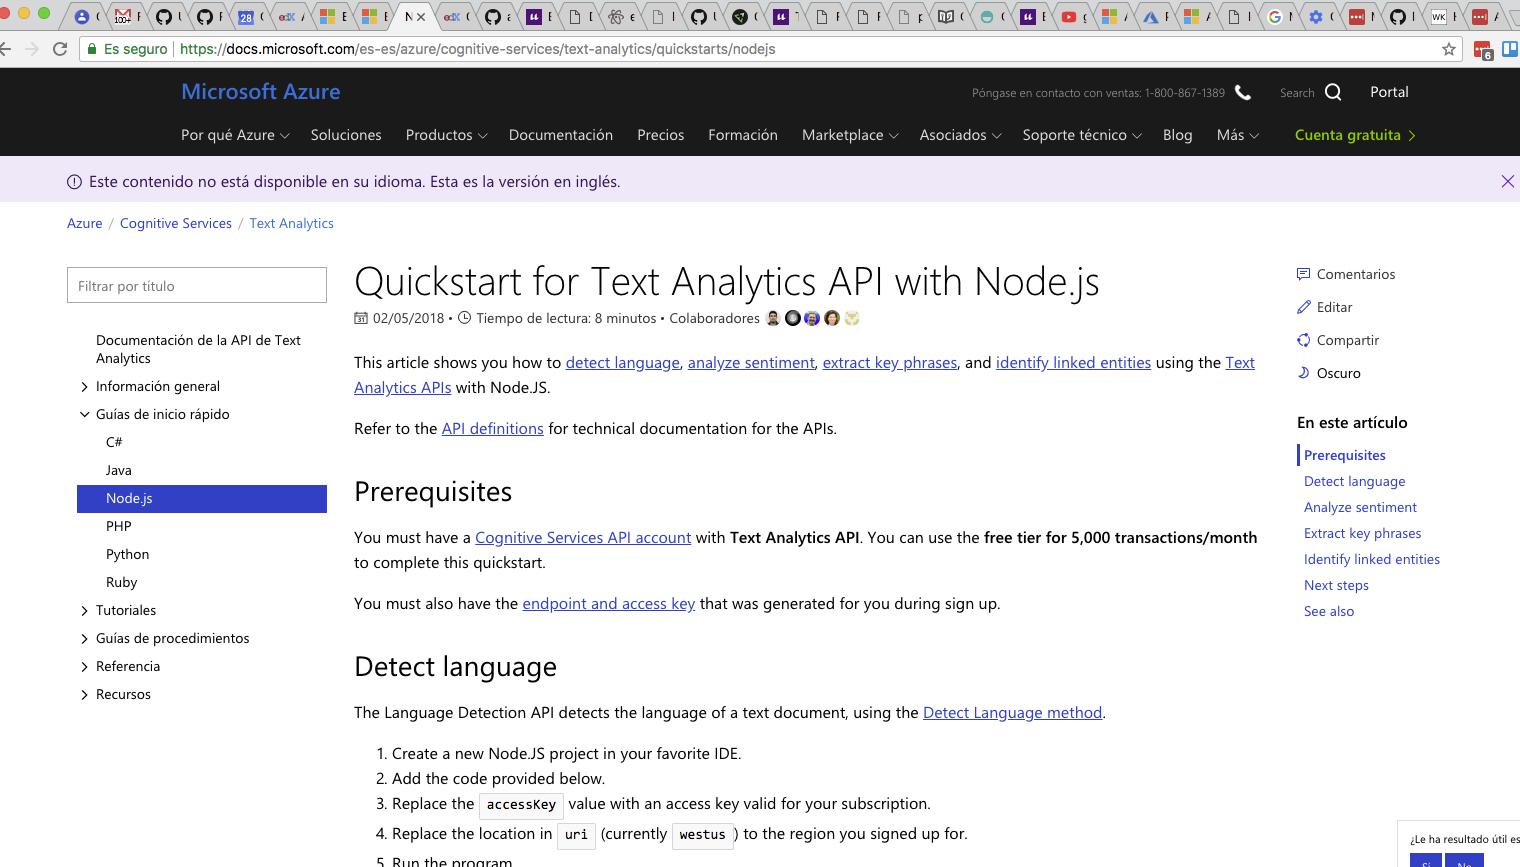 100+
28
Es seguro
https://docs.microsoft.com/es-es/azure/cognitive-services/text-analytics/quickstarts/nodejs
6
Microsoft Azure
Póngase en contacto con ventas: 1-800-867-1389
Search
Portal
Por qué Azure Soluciones Productos Documentación Precios Formación Marketplace Asociados Soporte técnico Blog Más Cuenta gratuita
Este contenido no está disponible en su idioma. Esta es la versión en inglés.
Azure / Cognitive Services / Text Analytics
Filtrar por título
Documentación de la API de Text
Analytics
Información general
Guías de inicio rápido
C#
Java
Node.js
PHP
Python
Ruby
Tutoriales
Guías de procedimientos
Referencia
Recursos
Quickstart for Text Analytics API with Node.js
02/05/2018 • Tiempo de lectura: 8 minutos • Colaboradores
This article shows you how to detect language, analyze sentiment, extract key phrases, and identify linked entities using the Text
Analytics APIs with Node.JS.
Refer to the API definitions for technical documentation for the APIs.
Prerequisites
You must have a Cognitive Services API account with Text Analytics API. You can use the free tier for 5,000 transactions/month
to complete this quickstart.
You must also have the endpoint and access key that was generated for you during sign up.
Detect language
The Language Detection API detects the language of a text document, using the Detect Language method.
1. Create a new Node.JS project in your favorite IDE.
2. Add the code provided below.
3. Replace the accessKey value with an access key valid for your subscription.
4. Replace the location in uri (currently westus) to the region you signed up for.
5. Run the program.
Comentarios
Editar
Compartir
Oscuro
En este artículo
Prerequisites
Detect language
Analyze sentiment
Extract key phrases
Identify linked entities
Next steps
See also
¿Le ha resultado útil es
Sí
No